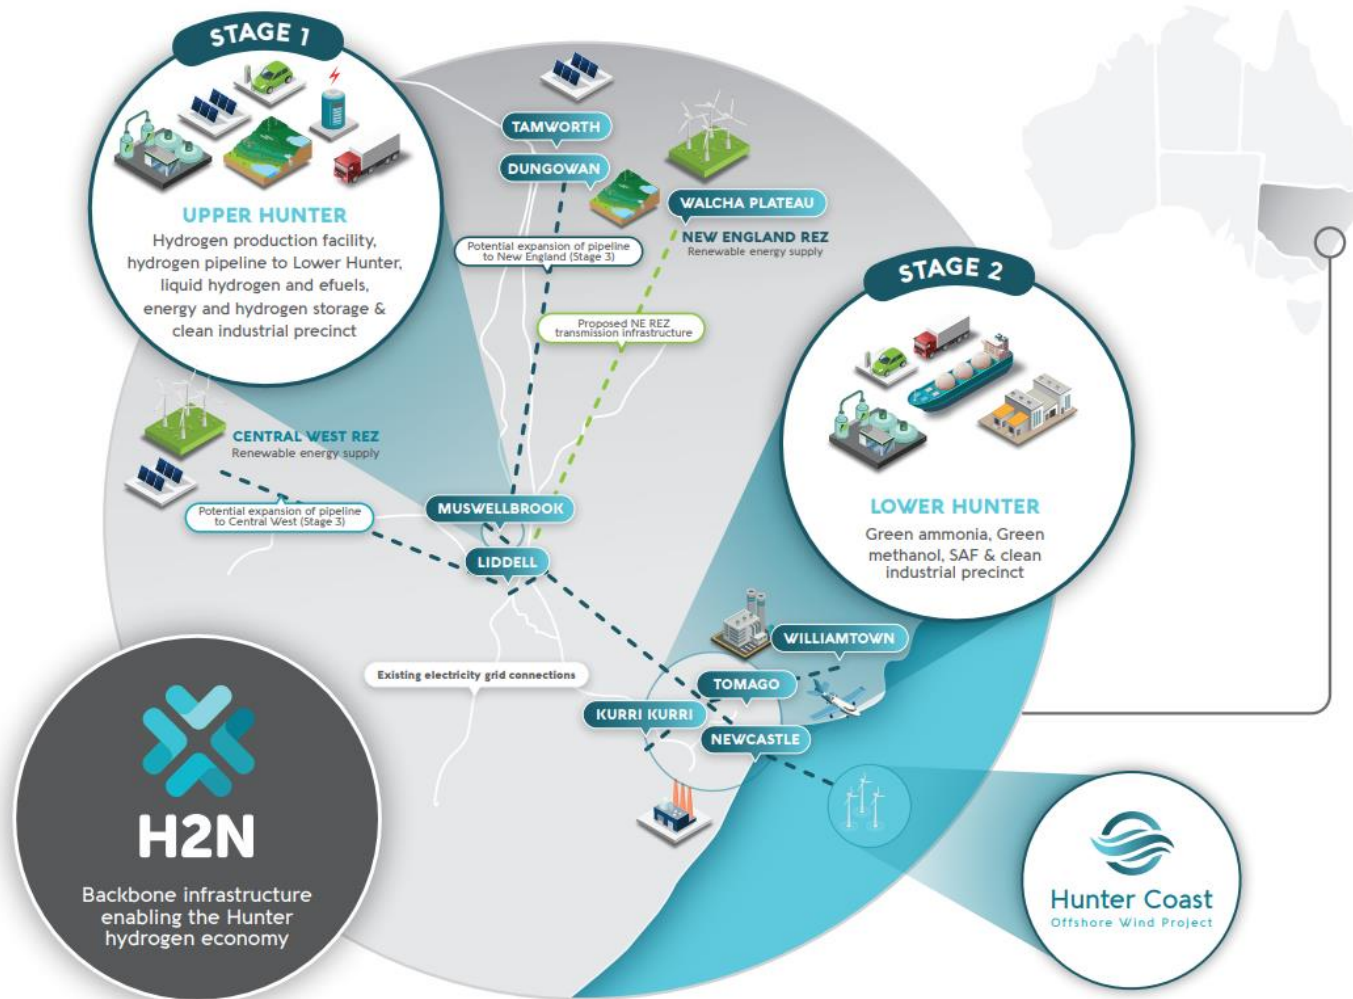 STAGE 1
UPPER HUNTER
Hydrogen production facility,
hydrogen pipeline to Lower Hunter,
liquid hydrogen and efuels,
energy and hydrogen storage &
clean industrial precinct
TAMWORTH
DUNGOWAN
WALCHA PLATEAU
NEW ENGLAND REZ
Renewable energy supply
Potential expansion of pipeline
to New England (Stage 3)
Proposed NE REZ
transmission infrastructure
STAGE 2
LOWER HUNTER
Green ammonia, Green
methanol, SAF & clean
industrial precinct
CENTRAL WEST REZ
Renewable energy supply
Potential expansion of pipeline
to Central West (Stage 3)
MUSWELLBROOK
LIDDELL
Existing electricity grid connections
WILLIAMTOWN
TOMAGO
KURRI KURRI
NEWCASTLE
H2N
Backbone infrastructure
enabling the Hunter
hydrogen economy
Hunter Coast
Offshore Wind Project